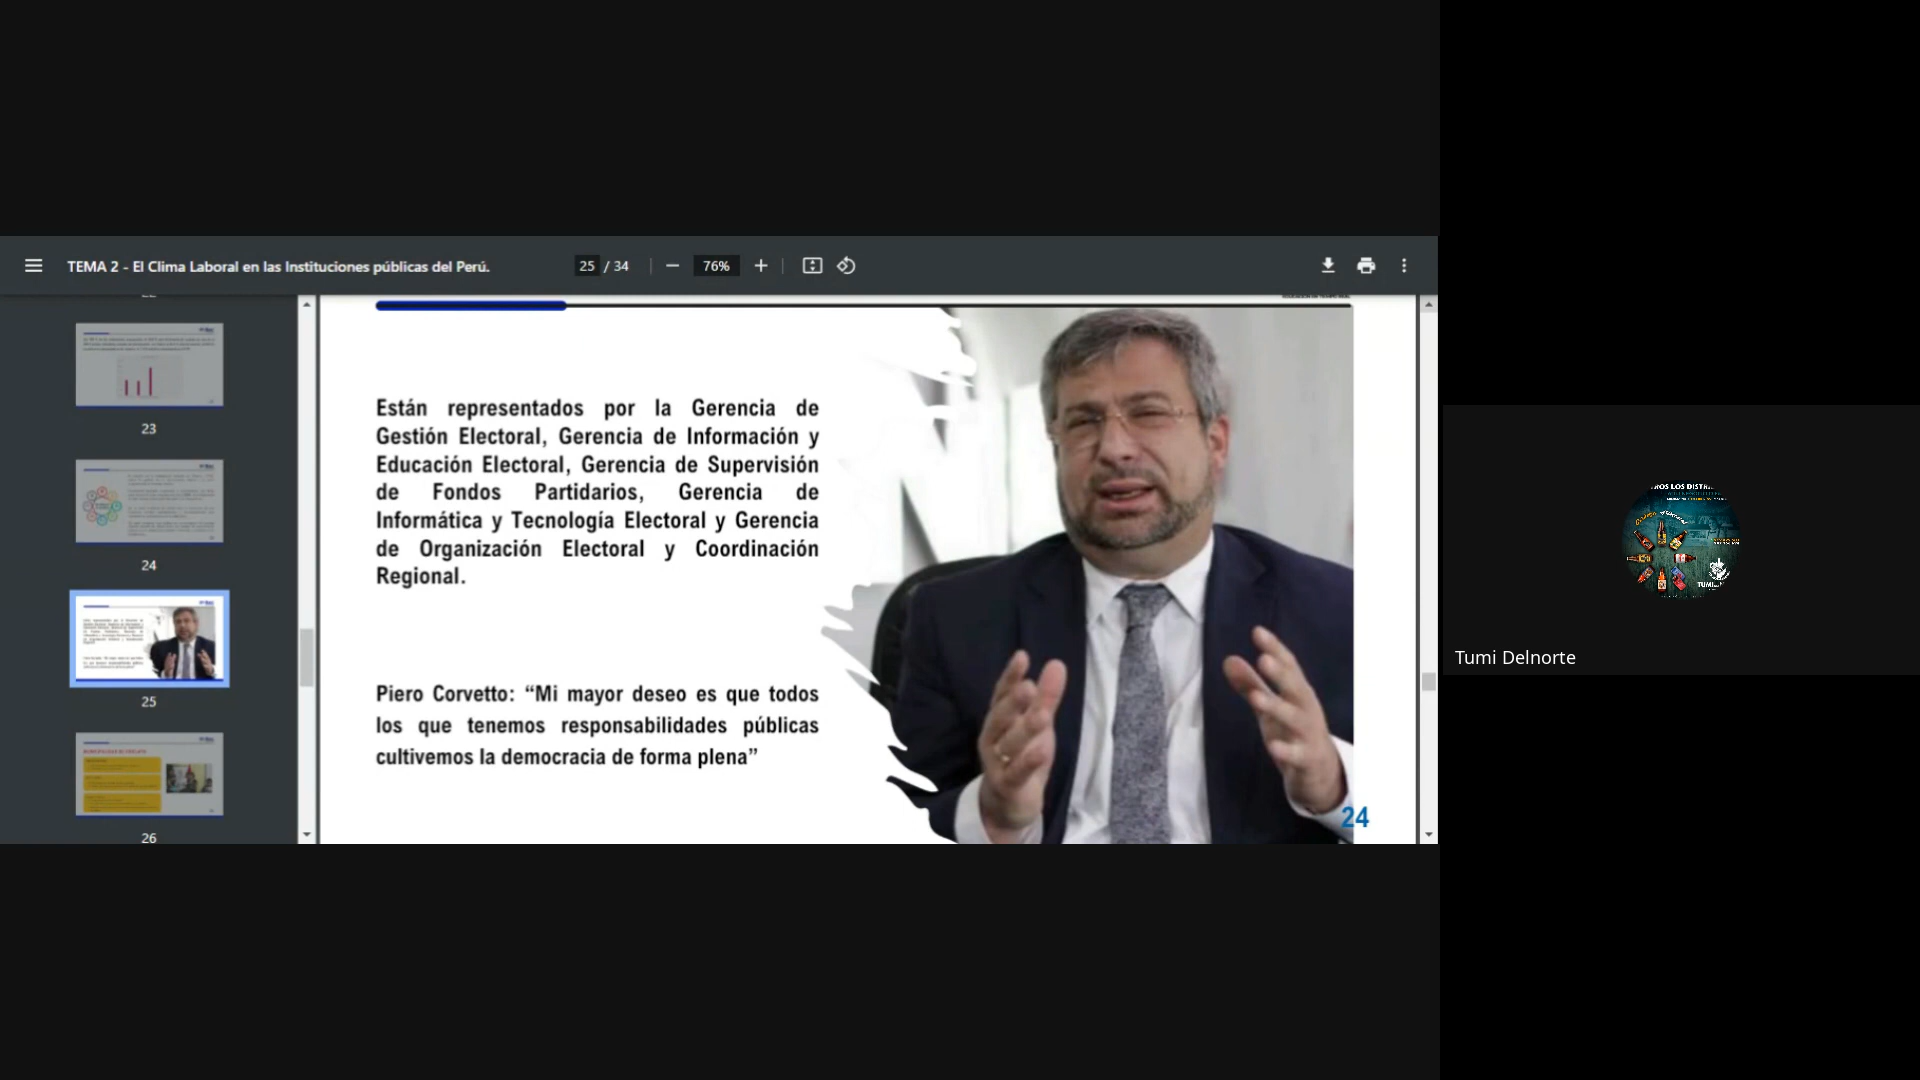 TEMA 2 - El Clima Laboral en las Instituciones públicas del Perú.
25 / 34
76%
23
24
25
26
Están representados por la Gerencia de
Gestión Electoral, Gerencia de Información y
Educación Electoral, Gerencia de Supervisión
de Fondos Partidarios, Gerencia de
Informática y Tecnología Electoral y Gerencia
de Organización Electoral y Coordinación
Regional.
Piero Corvetto: “Mi mayor deseo es que todos
los que tenemos responsabilidades públicas
cultivemos la democracia de forma plena”
24
Tumi Delnorte